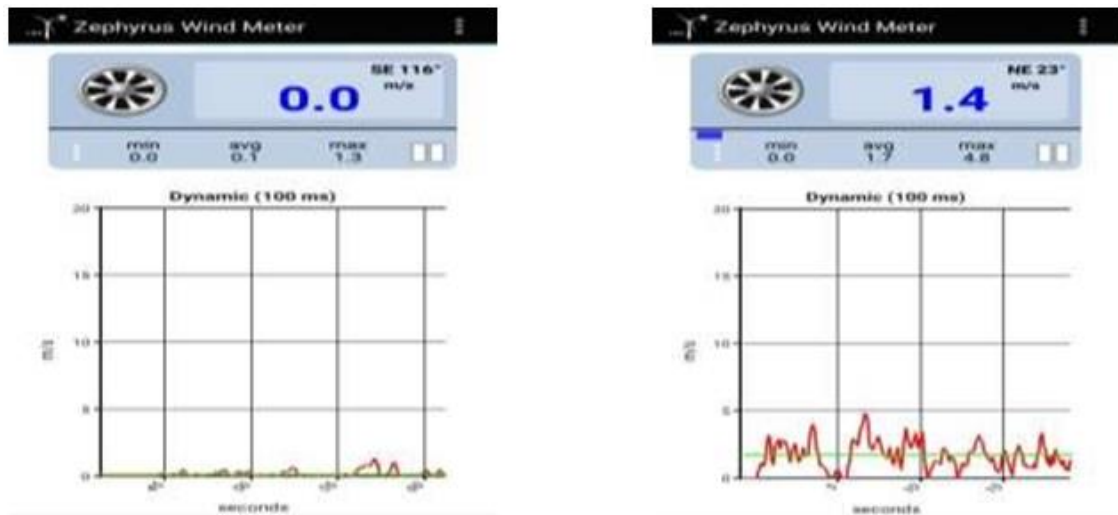 Zephyrus Wind Meter
SE 116°
0.0 m/s
min avg max
0.0 0.1 1.3
Dynamic (100 ms)
20
15
10
5
0
m/s
seconds
Zephyrus Wind Meter
NE 23°
1.4 m/s
min avg max
0.0 1.7 4.8
Dynamic (100 ms)
20
15
10
5
0
m/s
seconds